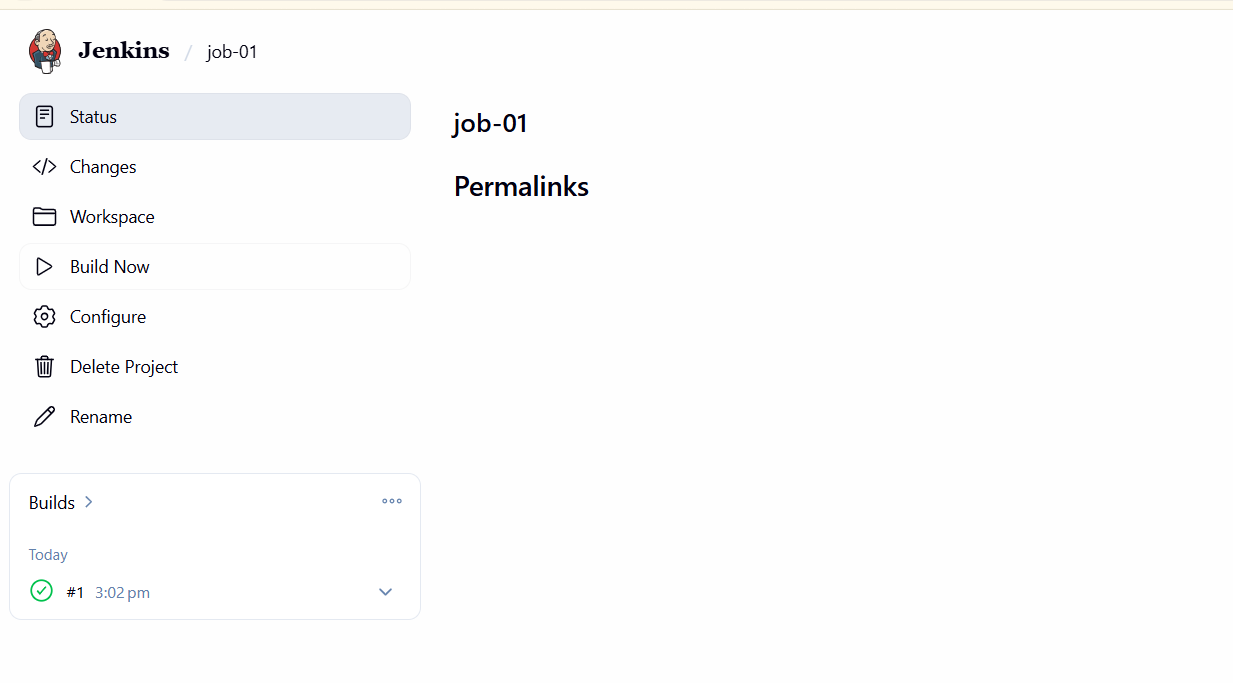 Jenkins / job-01
Status
Changes
Workspace
Build Now
Configure
Delete Project
Rename
Builds
Today
#1 3:02 pm
job-01
Permalinks